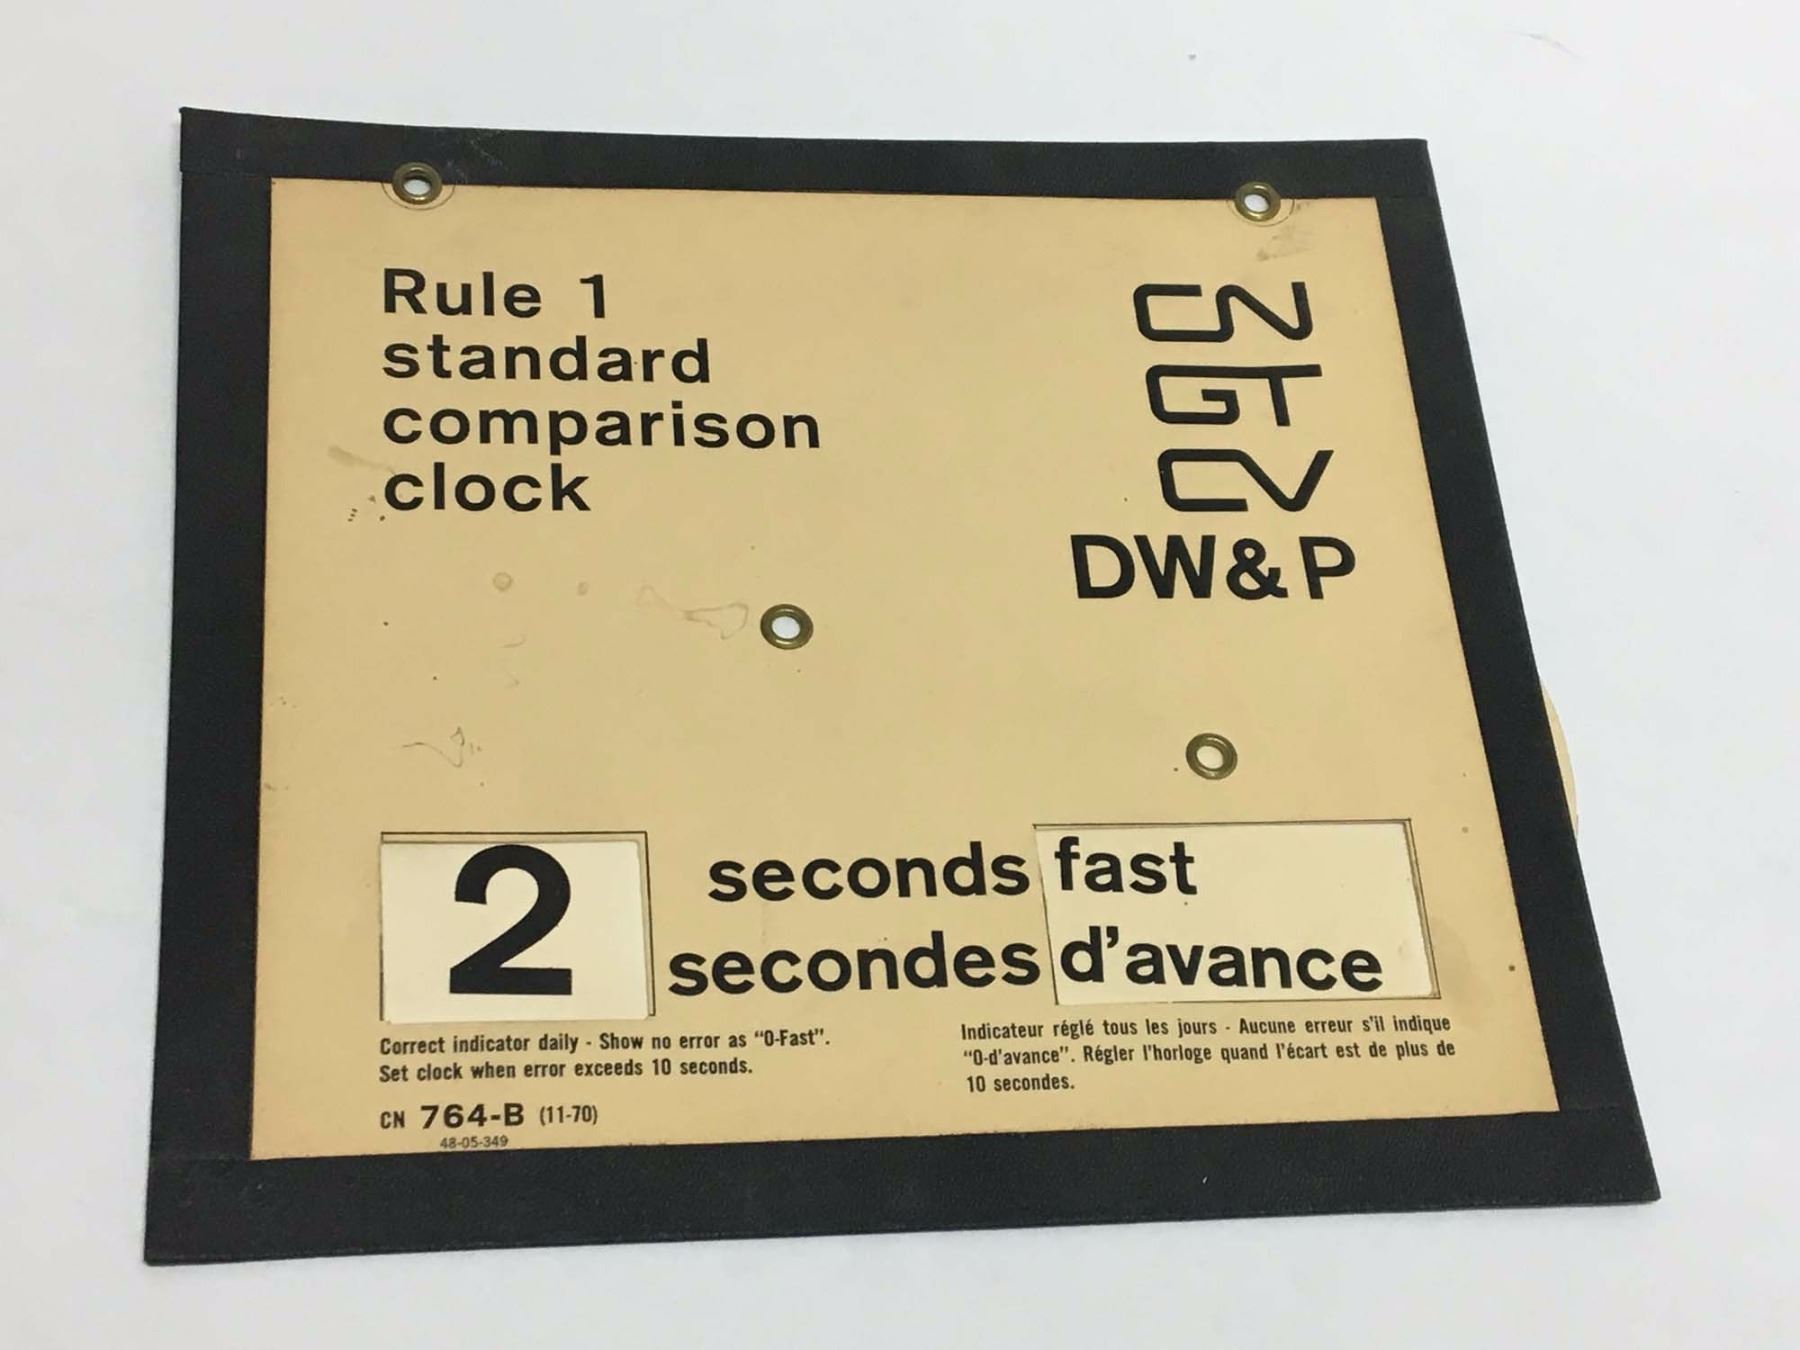 Rule 1
standard
comparison
clock
CN
GT
CV
DW&P
2
seconds fast
secondes d'avance
Correct indicator daily - Show no error as "0-Fast".
Set clock when error exceeds 10 seconds.
Indicateur réglé tous les jours - Aucune erreur s'il indique
"0-d'avance". Régler l'horloge quand l'écart est de plus de
10 secondes.
CN 764-B (11-70)
48-05-349